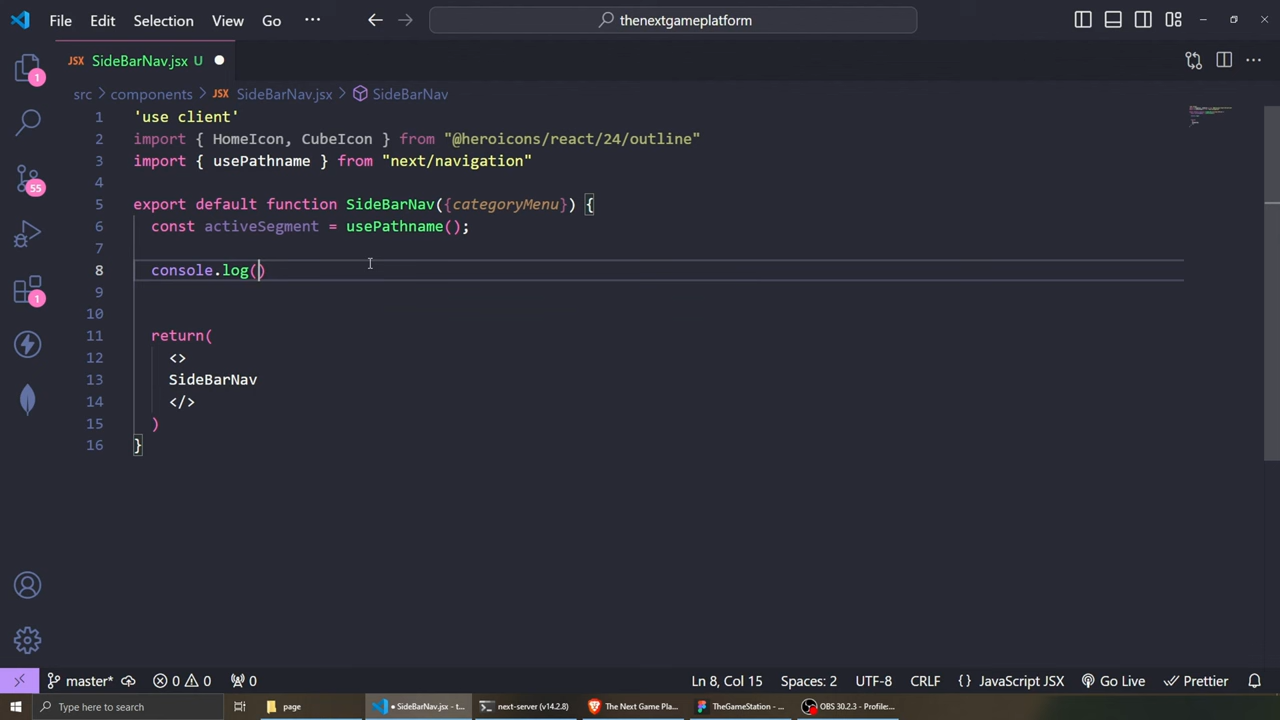 File Edit Selection View Go ··· thenextgameplatform
JSX SideBarNav.jsx U
src > components > JSX SideBarNav.jsx > SideBarNav
1 'use client'
2 import { HomeIcon, CubeIcon } from "@heroicons/react/24/outline"
3 import { usePathname } from "next/navigation"
4
5 export default function SideBarNav({categoryMenu}) {
6 const activeSegment = usePathname();
7
8 console.log()
9
10
11 return(
12 <>
13 SideBarNav
14 </>
15 )
16 }
1
55
1
master* 0 0 0 Ln 8, Col 15 Spaces: 2 UTF-8 CRLF {} JavaScript JSX Go Live Prettier
Type here to search page SideBarNav.jsx - t... next-server (v14.2.8) The Next Game Pla... TheGameStation - ... OBS 30.2.3 - Profile:...